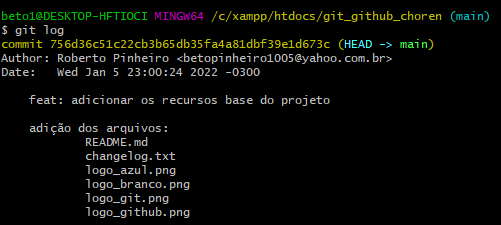 beto1@DESKTOP-HFTIOCI MINGW64 /c/xampp/htdocs/git_github_choren (main)
$ git log
commit 756d36c51c22cb3b65db35fa4a81dbf39e1d673c (HEAD -> main)
Author: Roberto Pinheiro <betopinheiro1005@yahoo.com.br>
Date:   Wed Jan 5 23:00:24 2022 -0300
feat: adicionar os recursos base do projeto
adição dos arquivos:
README.md
changelog.txt
logo_azul.png
logo_branco.png
logo_git.png
logo_github.png